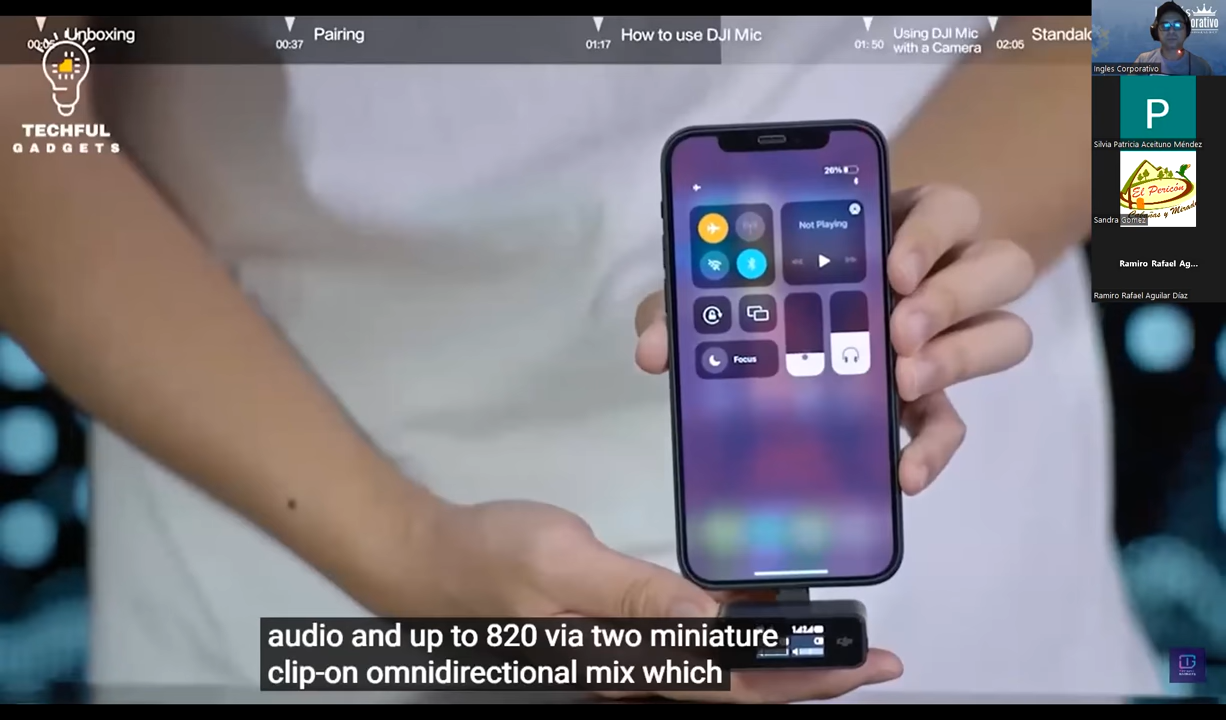 Unboxing
00:05
Pairing
00:37
How to use DJI Mic
01:17
Using DJI Mic
with a Camera
01:50
02:05
TECHFUL
GADGETS
26%
Not Playing
Focus
audio and up to 820 via two miniature
clip-on omnidirectional mix which
Ingles Corporativo
P
Silvia Patricia Aceituno Méndez
El Pericón
Sandra Gomez
Ramiro Rafael Ag...
Ramiro Rafael Aguilar Díaz